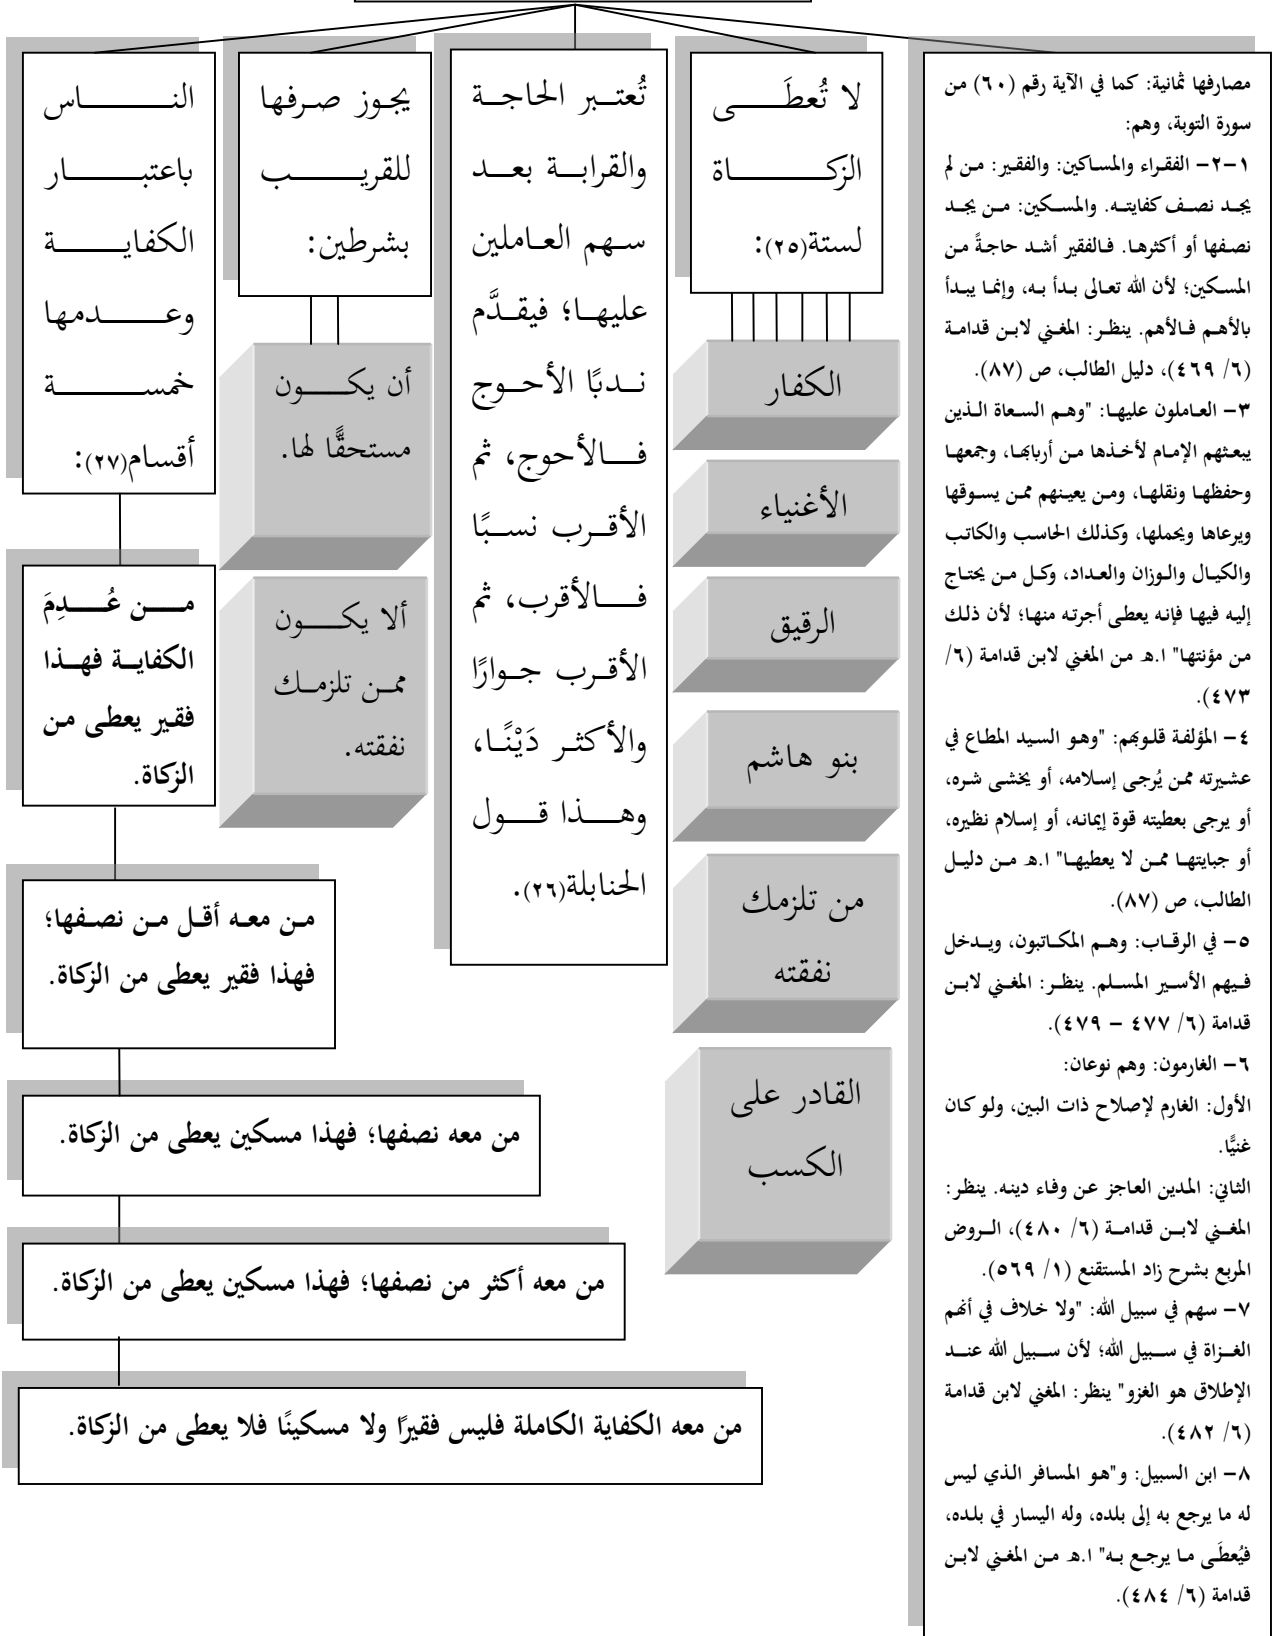 مصارفها ثمانية: كما في الآية رقم (٦٠) من
سورة التوبة، وهم:
١-٢- الفقراء والمساكين: والفقير: من لم
يجد نصف كفايته. والمسكين: من يجد
نصفها أو أكثرها. فالفقير أشد حاجةً من
المسكين؛ لأن الله تعالى بدأ به، وإنما يبدأ
بالأهم فالأهم. ينظر: المغني لابن قدامة
(٦/ ٤٦٩)، دليل الطالب، ص (٨٧).
٣- العاملون عليها: "وهم السعاة الذين
يبعثهم الإمام لأخذها من أربابها، وجمعها
وحفظها ونقلها، ومن يعينهم ممن يسوقها
ويرعاها ويحملها، وكذلك الحاسب والكاتب
والكيال والوزان والعداد، وكل من يحتاج
إليه فيها فإنه يعطى أجرته منها؛ لأن ذلك
من مؤنتها" ا.هـ من المغني لابن قدامة (٦/
٤٧٣).
٤- المؤلفة قلوبهم: "وهو السيد المطاع في
عشيرته ممن يُرجى إسلامه، أو يخشى شره،
أو يرجى بعطيته قوة إيمانه، أو إسلام نظيره،
أو جبايتها ممن لا يعطيها" ا.هـ من دليل
الطالب، ص (٨٧).
٥- في الرقاب: وهم المكاتبون، ويدخل
فيهم الأسير المسلم. ينظر: المغني لابن
قدامة (٦/ ٤٧٧ – ٤٧٩).
٦- الغارمون: وهم نوعان:
الأول: الغارم لإصلاح ذات البين، ولو كان
غنيًّا.
الثاني: المدين العاجز عن وفاء دينه. ينظر:
المغني لابن قدامة (٦/ ٤٨٠)، الروض
المربع بشرح زاد المستقنع (١/ ٥٦٩).
٧- سهم في سبيل الله: "ولا خلاف في أنهم
الغزاة في سبيل الله؛ لأن سبيل الله عند
الإطلاق هو الغزو" ينظر: المغني لابن قدامة
(٦/ ٤٨٢).
٨- ابن السبيل: و"هو المسافر الذي ليس
له ما يرجع به إلى بلده، وله اليسار في بلده،
فيُعطَى ما يرجع به" ا.هـ من المغني لابن
قدامة (٦/ ٤٨٤).
لا تُعطَى
الزكاة
لستة(٢٥):
الكفار
الأغنياء
الرقيق
بنو هاشم
من تلزمك
نفقته
القادر على
الكسب
تُعتبر الحاجة
والقرابة بعد
سهم العاملين
عليها؛ فيقدَّم
ندبًا الأحوج
فالأحوج، ثم
الأقرب نسبًا
فالأقرب، ثم
الأقرب جوارًا
والأكثر دَيْنًا،
وهذا قول
الحنابلة(٢٦).
يجوز صرفها
للقريب
بشرطين:
أن يكون
مستحقًّا لها.
ألا يكون
ممن تلزمك
نفقته.
الناس
باعتبار
الكفاية
وعدمها
خمسة
أقسام(٢٧):
من عُدِمَ
الكفاية فهذا
فقير يعطى من
الزكاة.
من معه أقل من نصفها؛
فهذا فقير يعطى من الزكاة.
من معه نصفها؛ فهذا مسكين يعطى من الزكاة.
من معه أكثر من نصفها؛ فهذا مسكين يعطى من الزكاة.
من معه الكفاية الكاملة فليس فقيرًا ولا مسكينًا فلا يعطى من الزكاة.